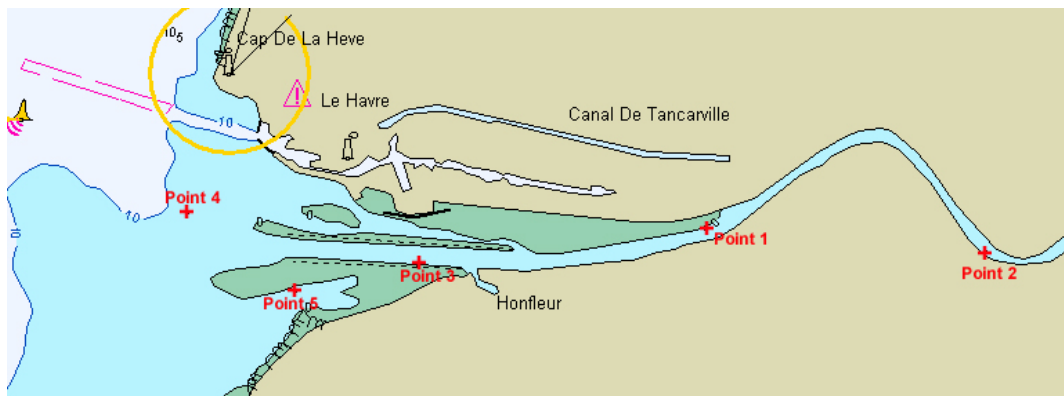 10₅
Cap De La Heve
Le Havre
Canal De Tancarville
10
Point 4
10
10
Point 1
Point 2
Point 3
Point 5
Honfleur